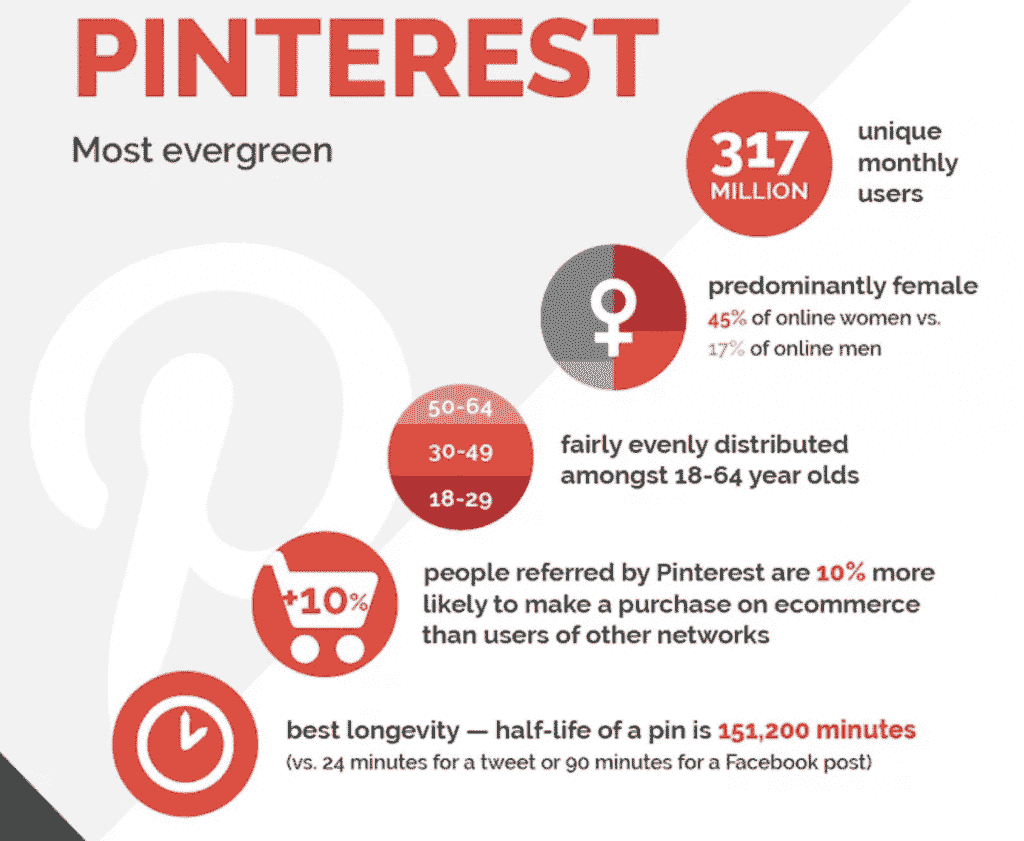 PINTEREST
Most evergreen
317
MILLION
unique
monthly
users
predominantly female
45% of online women vs.
17% of online men
50-64
30-49
18-29
fairly evenly distributed
amongst 18-64 year olds
+10%
people referred by Pinterest are 10% more
likely to make a purchase on ecommerce
than users of other networks
best longevity — half-life of a pin is 151,200 minutes
(vs. 24 minutes for a tweet or 90 minutes for a Facebook post)